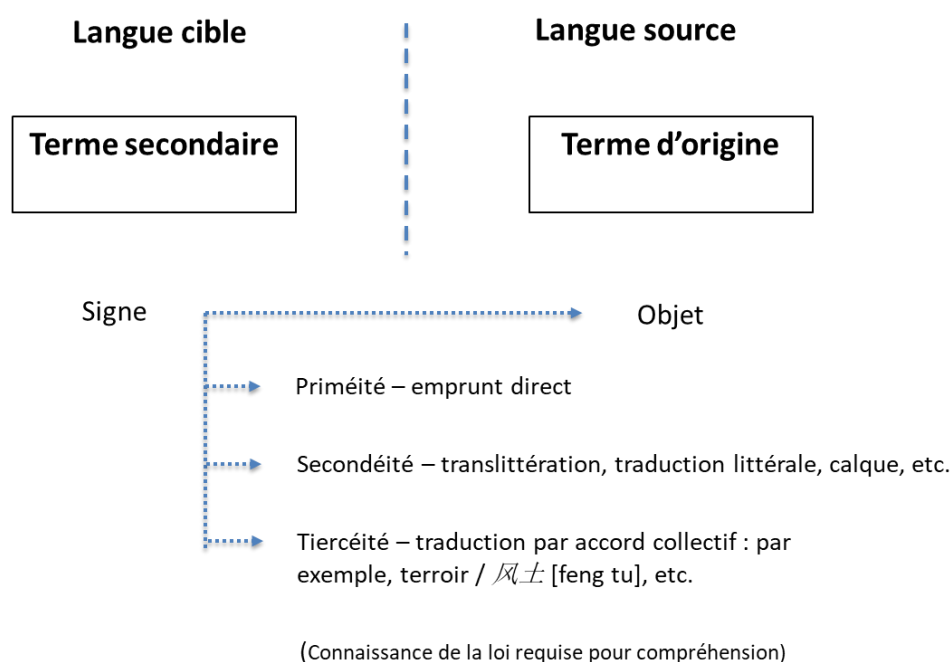 Langue cible
Langue source
Terme secondaire
Terme d'origine
Signe
Objet
Priméité – emprunt direct
Secondéité – translittération, traduction littérale, calque, etc.
Tiercéité – traduction par accord collectif : par
exemple, terroir / 风土 [feng tu], etc.
(Connaissance de la loi requise pour compréhension)